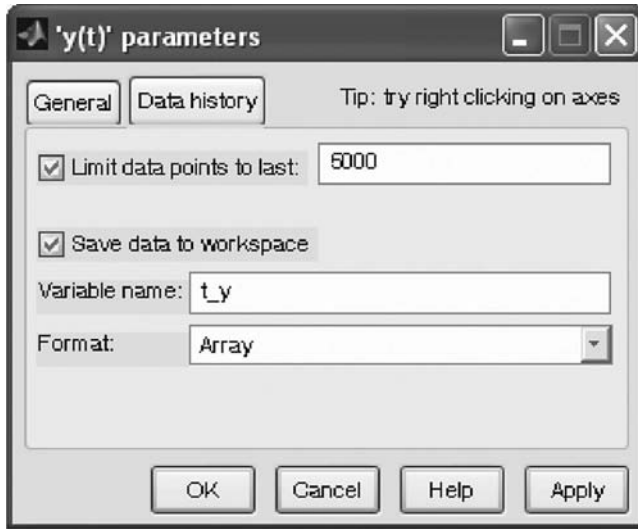 'y(t)' parameters
General Data history Tip: try right clicking on axes
Limit data points to last: 5000
Save data to workspace
Variable name: t_y
Format: Array
OK Cancel Help Apply